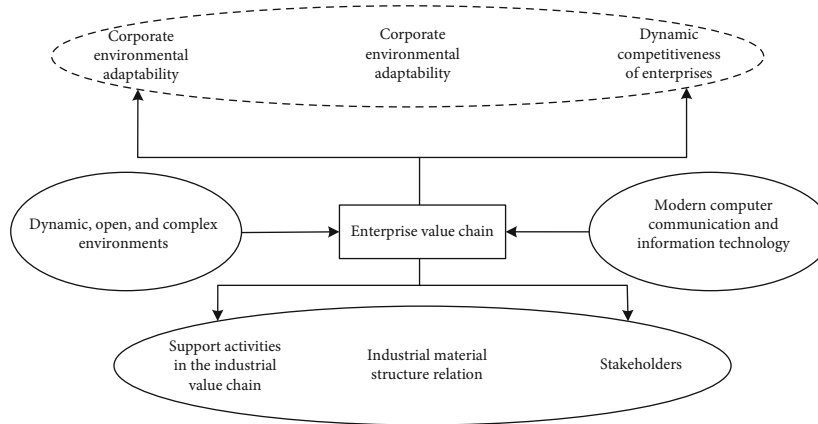 Corporate
environmental
adaptability
Corporate
environmental
adaptability
Dynamic
competitiveness
of enterprises
Dynamic, open, and complex
environments
Enterprise value chain
Modern computer
communication and
information technology
Support activities
in the industrial
value chain
Industrial material
structure relation
Stakeholders